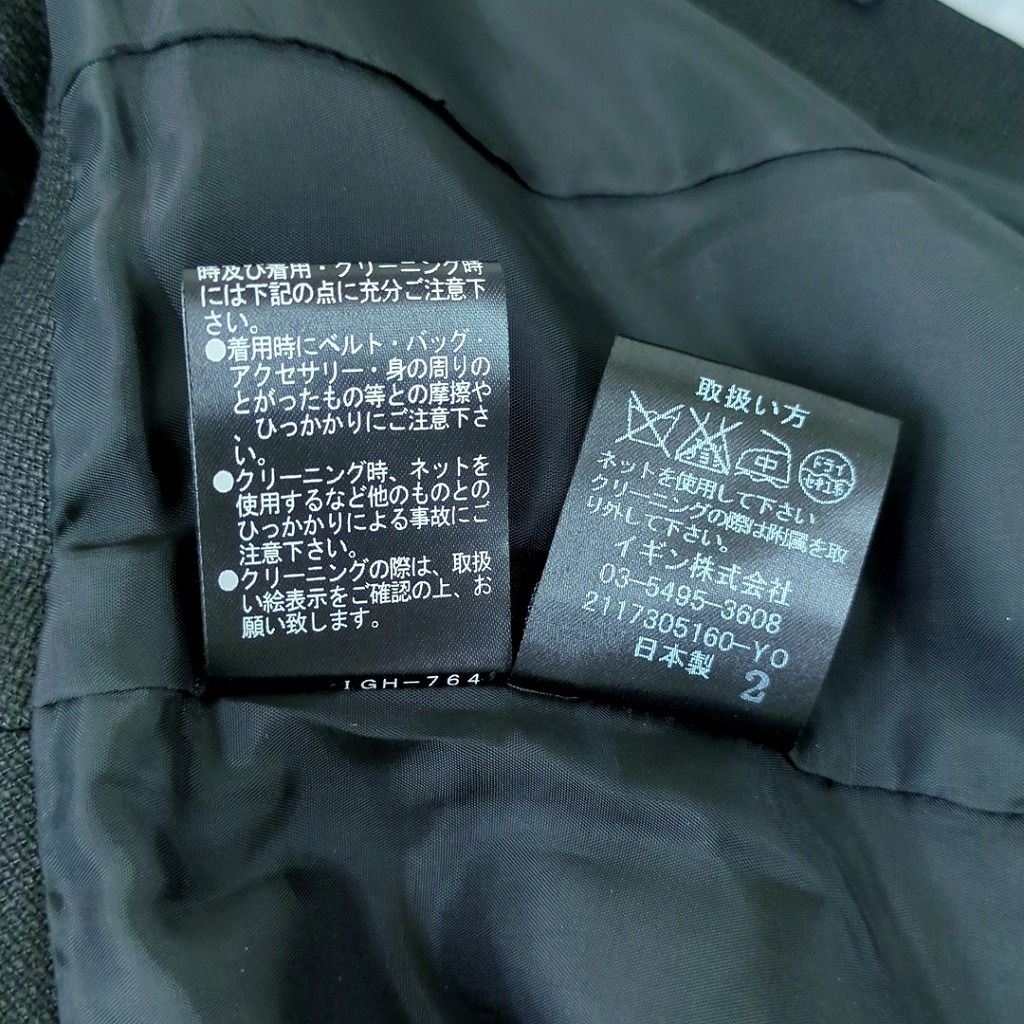 時及び着用・クリーニング時
には下記の点に充分ご注意下
さい。
●着用時にベルト・バッグ・
アクセサリー・身の周りの
とがったもの等との摩擦や
、ひっかかりにご注意下さ
い。
●クリーニング時、ネットを
使用するなど他のものとの
ひっかかりによる事故にご
注意下さい。
●クリーニングの際は、取扱
い絵表示をご確認の上、お
願い致します。
IGH-764
取扱い方
中
ドライ
セキユ系
ネットを使用して下さい
クリーニングの際は附属を取
り外して下さい。
イギン株式会社
03-5495-3608
2117305160-YO
日本製 2